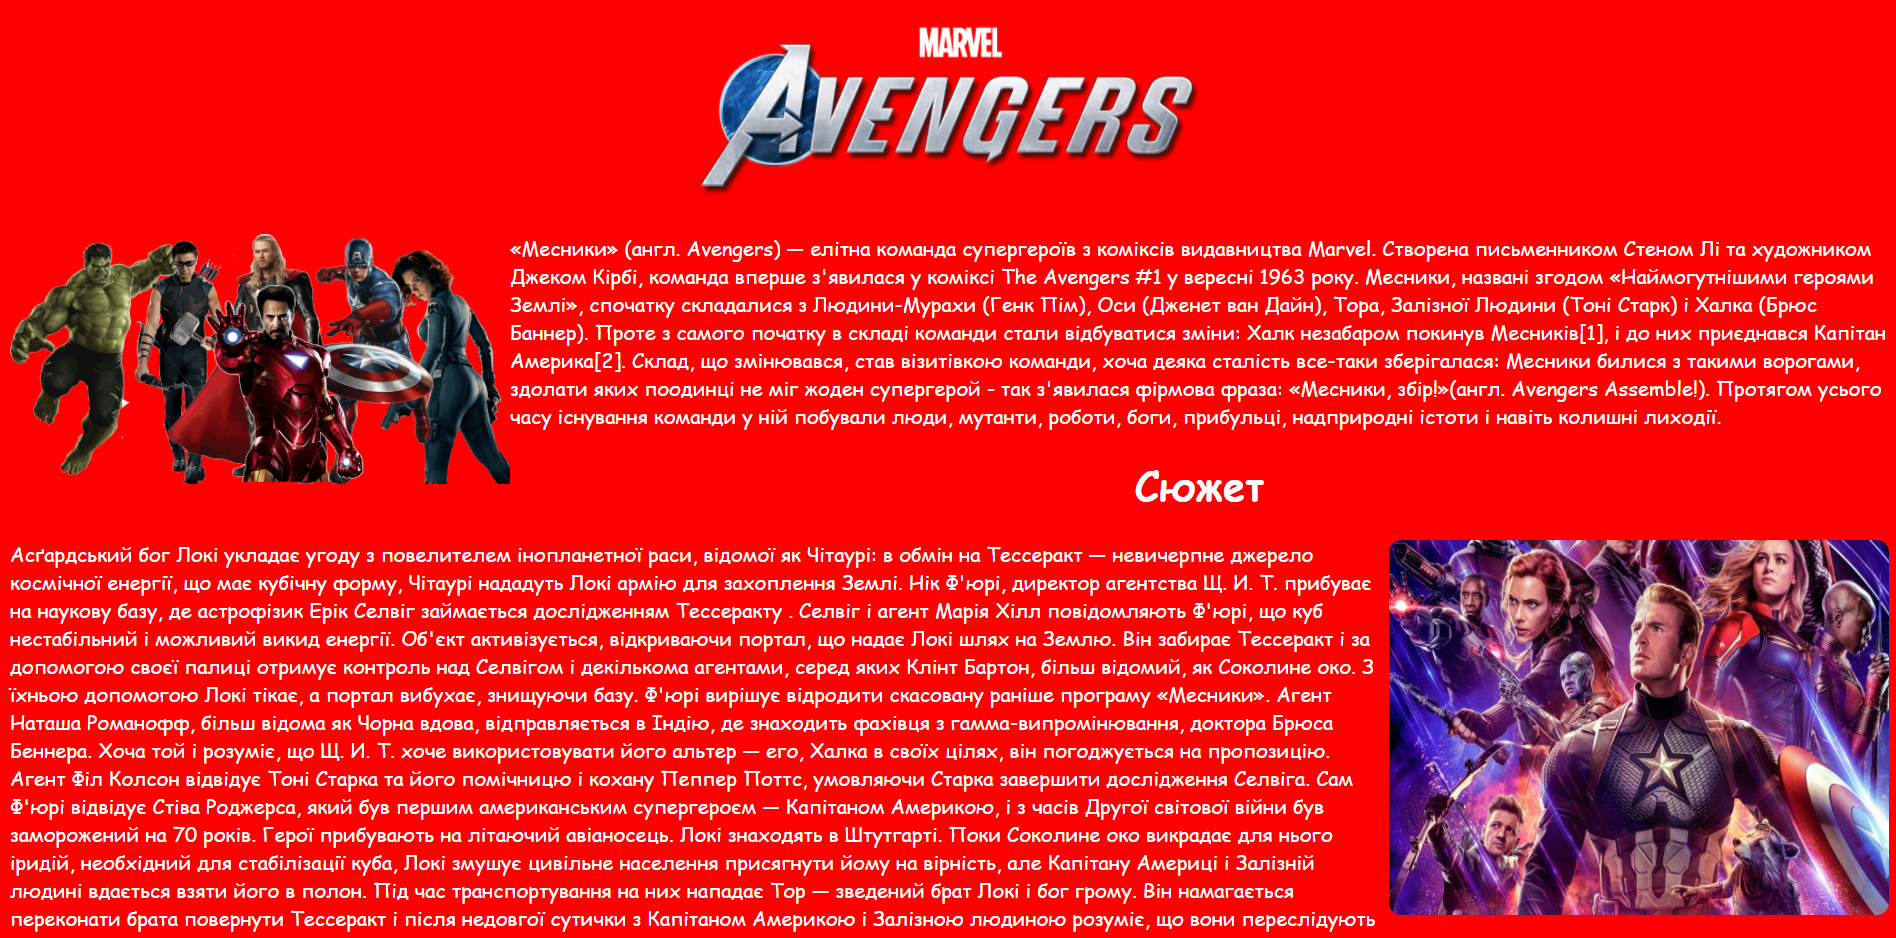 MARVEL
AVENGERS
«Месники» (англ. Avengers) — елітна команда супергероїв з коміксів видавництва Marvel. Створена письменником Стеном Лі та художником
Джеком Кірбі, команда вперше з'явилася у коміксі The Avengers #1 у вересні 1963 року. Месники, названі згодом «Наймогутнішими героями
Землі», спочатку складалися з Людини-Мурахи (Генк Пім), Оси (Дженет ван Дайн), Тора, Залізної Людини (Тоні Старк) і Халка (Брюс
Баннер). Проте з самого початку в складі команди стали відбуватися зміни: Халк незабаром покинув Месників[1], і до них приєднався Капітан
Америка[2]. Склад, що змінювався, став візитівкою команди, хоча деяка сталість все-таки зберігалася: Месники билися з такими ворогами,
здолати яких поодинці не міг жоден супергерой - так з'явилася фірмова фраза: «Месники, збір!»(англ. Avengers Assemble!). Протягом усього
часу існування команди у ній побували люди, мутанти, роботи, боги, прибульці, надприродні істоти і навіть колишні лиходії.
Сюжет
Асґардський бог Локі укладає угоду з повелителем інопланетної раси, відомої як Чітаурі: в обмін на Тессеракт — невичерпне джерело
космічної енергії, що має кубічну форму, Чітаурі нададуть Локі армію для захоплення Землі. Нік Ф'юрі, директор агентства Щ. И. Т. прибуває
на наукову базу, де астрофізик Ерік Селвіг займається дослідженням Тессеракту . Селвіг і агент Марія Хілл повідомляють Ф'юрі, що куб
нестабільний і можливий викид енергії. Об'єкт активізується, відкриваючи портал, що надає Локі шлях на Землю. Він забирає Тессеракт і за
допомогою своєї палиці отримує контроль над Селвігом і декількома агентами, серед яких Клінт Бартон, більш відомий, як Соколине око. З
їхньою допомогою Локі тікає, а портал вибухає, знищуючи базу. Ф'юрі вирішує відродити скасовану раніше програму «Месники». Агент
Наташа Романофф, більш відома як Чорна вдова, відправляється в Індію, де знаходить фахівця з гамма-випромінювання, доктора Брюса
Беннера. Хоча той і розуміє, що Щ. И. Т. хоче використовувати його альтер — его, Халка в своїх цілях, він погоджується на пропозицію.
Агент Філ Колсон відвідує Тоні Старка та його помічницю і кохану Пеппер Поттс, умовляючи Старка завершити дослідження Селвіга. Сам
Ф'юрі відвідує Стіва Роджерса, який був першим американським супергероєм — Капітаном Америкою, і з часів Другої світової війни був
заморожений на 70 років. Герої прибувають на літаючий авіаносець. Локі знаходять в Штутгарті. Поки Соколине око викрадає для нього
іридій, необхідний для стабілізації куба, Локі змушує цивільне населення присягнути йому на вірність, але Капітану Америці і Залізній
людині вдається взяти його в полон. Під час транспортування на них нападає Тор — зведений брат Локі і бог грому. Він намагається
переконати брата повернути Тессеракт і після недовгої сутички з Капітаном Америкою і Залізною людиною розуміє, що вони переслідують